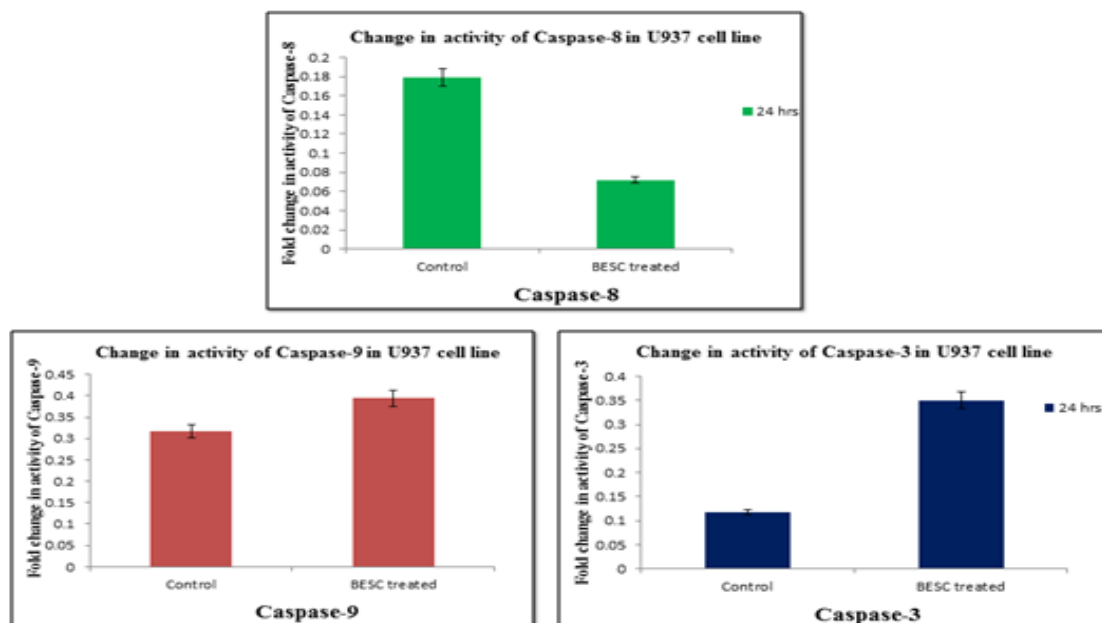 Change in activity of Caspase-8 in U937 cell line
Fold change in activity of Caspase-8
0.2
0.18
0.16
0.14
0.12
0.1
0.08
0.06
0.04
0.02
0
24 hrs
Control
BESC treated
Caspase-8
Change in activity of Caspase-9 in U937 cell line
Fold change in activity of Caspase-9
0.45
0.4
0.35
0.3
0.25
0.2
0.15
0.1
0.05
0
Control
BESC treated
Caspase-9
Change in activity of Caspase-3 in U937 cell line
Fold change in activity of Caspase-3
0.4
0.35
0.3
0.25
0.2
0.15
0.1
0.05
0
24 hrs
Control
BESC treated
Caspase-3